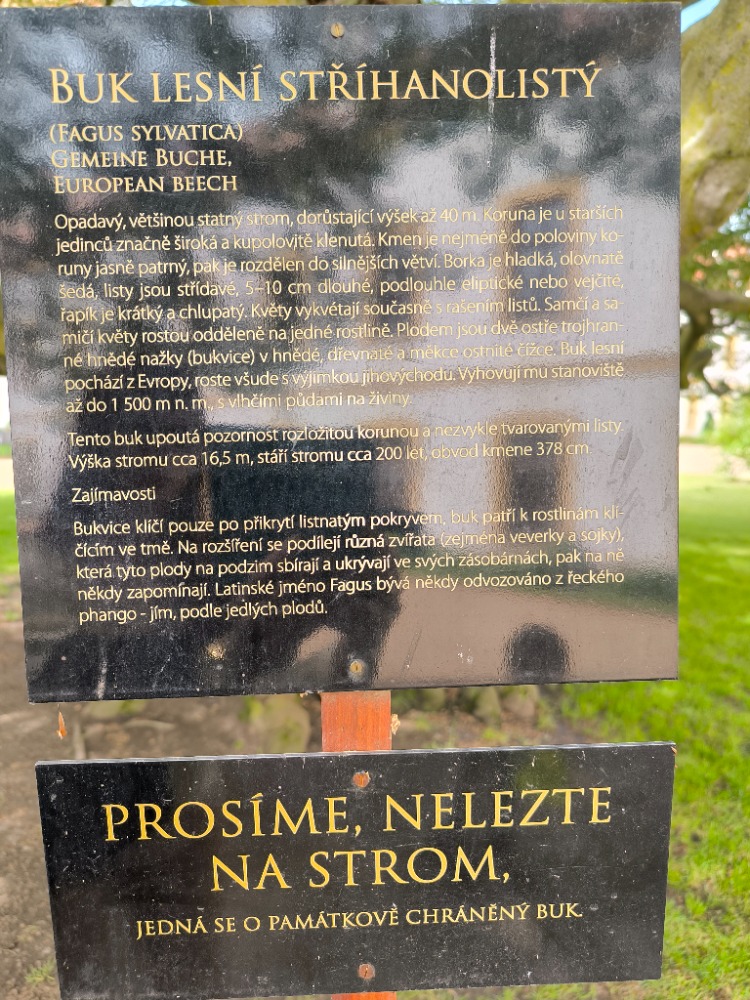 Buk lesní stříhanolistý
(Fagus sylvatica)
Gemeine Buche,
European beech
Opadavý, většinou statný strom, dorůstající výšek až 40 m. Koruna je u starších
jedinců značně široká a kupolovitě klenutá. Kmen je nejméně do poloviny ko-
runy jasně patrný, pak je rozdělen do silnějších větví. Borka je hladká, olovnatě
šedá, listy jsou střídavé, 5–10 cm dlouhé, podlouhle eliptické nebo vejčité,
řapík je krátký a chlupatý. Květy vykvétají současně s rašením listů. Samčí a sa-
mičí květy rostou odděleně na jedné rostlině. Plodem jsou dvě ostře trojhran-
né hnědé nažky (bukvice) v hnědé, dřevnaté a měkce ostnité číšce. Buk lesní
pochází z Evropy, roste všude s výjimkou jihovýchodu. Vyhovují mu stanoviště
až do 1 500 m n. m., s vlhčími půdami na živiny.
Tento buk upoutá pozornost rozložitou korunou a nezvykle tvarovanými listy.
Výška stromu cca 16,5 m, stáří stromu cca 200 let, obvod kmene 378 cm.
Zajímavosti
Bukvice klíčí pouze po přikrytí listnatým pokryvem, buk patří k rostlinám klí-
čícím ve tmě. Na rozšíření se podílejí různá zvířata (zejména veverky a sojky),
která tyto plody na podzim sbírají a ukrývají ve svých zásobárnách, pak na ně
někdy zapomínají. Latinské jméno Fagus bývá někdy odvozováno z řeckého
phango - jím, podle jedlých plodů.
PROSÍME, NELEZTE
NA STROM,
JEDNÁ SE O PAMÁTKOVĚ CHRÁNĚNÝ BUK.